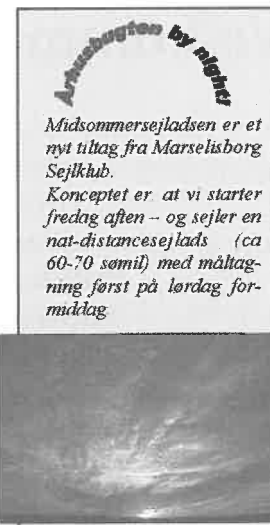 Århusbugten by night
Midsommersejladsen er et
nyt tiltag fra Marselisborg
Sejlklub.
Konceptet er at vi starter
fredag aften – og sejler en
nat-distancesejlads (ca
60-70 sømil) med måltag-
ning først på lørdag for-
middag